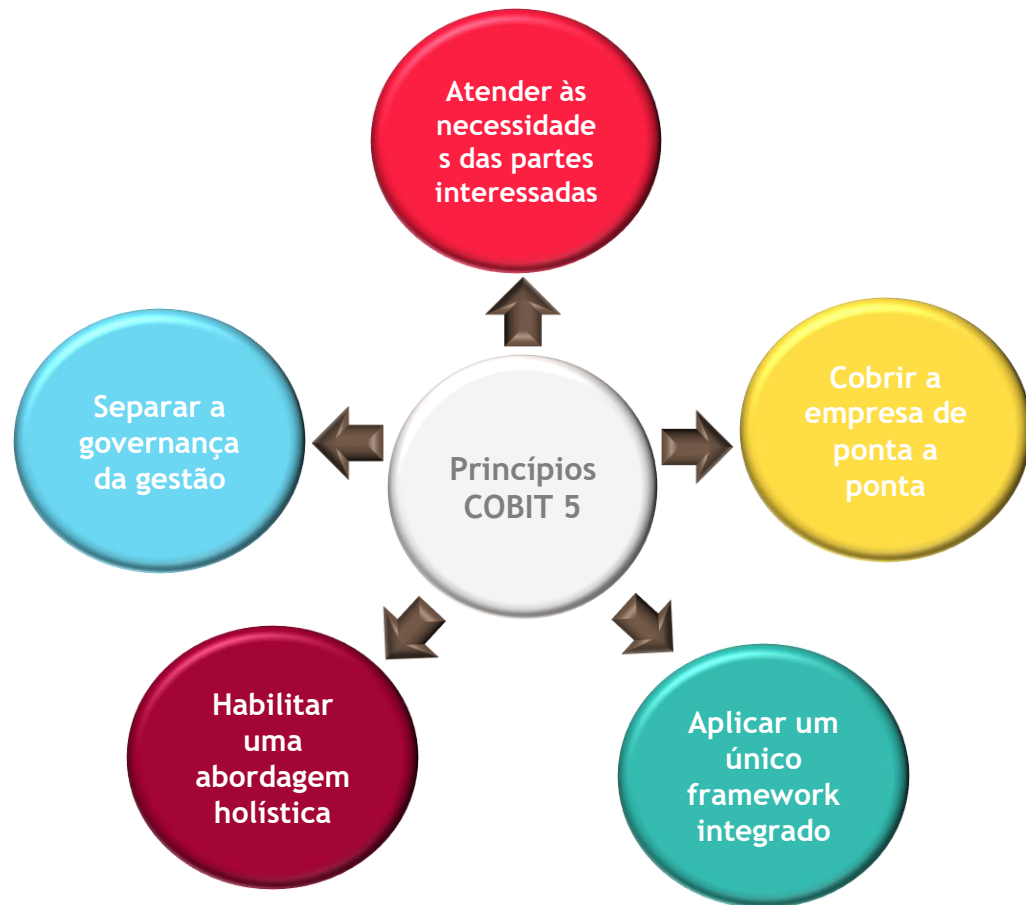 Atender às
necessidade
s das partes
interessadas
Cobrir a
empresa de
ponta a
ponta
Separar a
governança
da gestão
Princípios
COBIT 5
Habilitar
uma
abordagem
holística
Aplicar um
único
framework
integrado